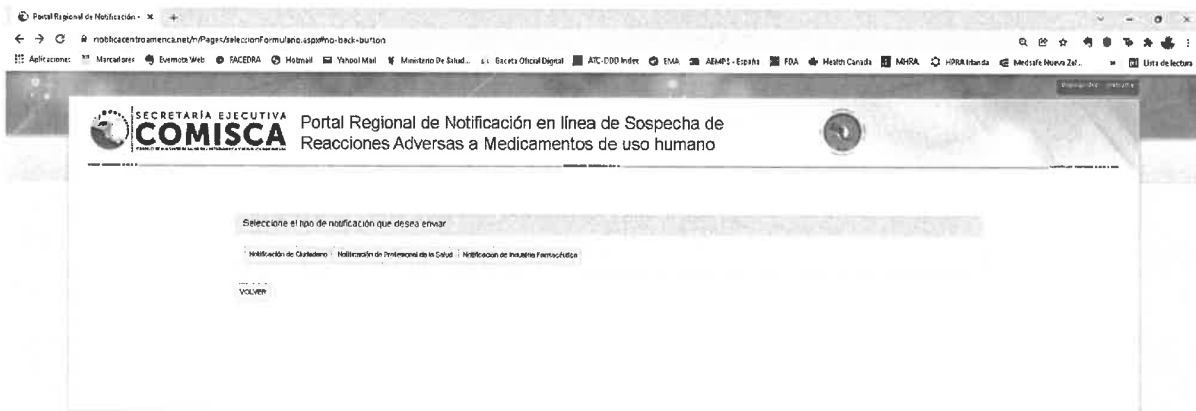 Portal Regional de Notificación -
noticacentroamerica.net/n/Pages/seleccionFormulario.aspx#no-back-button
Aplicaciones Marcadores Evernote Web FACEDRA Hotmail Yahoo! Mail Ministerio De Salud... Gaceta Oficial Digital ATC-DDD Index EMA AEMPS - España FDA Health Canada MHRA HPRA Irlanda Medsafe Nueva Zel... » Lista de lectura
SECRETARÍA EJECUTIVA
COMISCA
Portal Regional de Notificación en línea de Sospecha de
Reacciones Adversas a Medicamentos de uso humano
Seleccione el tipo de notificación que desea enviar
Notificación de Ciudadano Notificación de Profesional de la Salud Notificación de Industria Farmacéutica
VOLVER